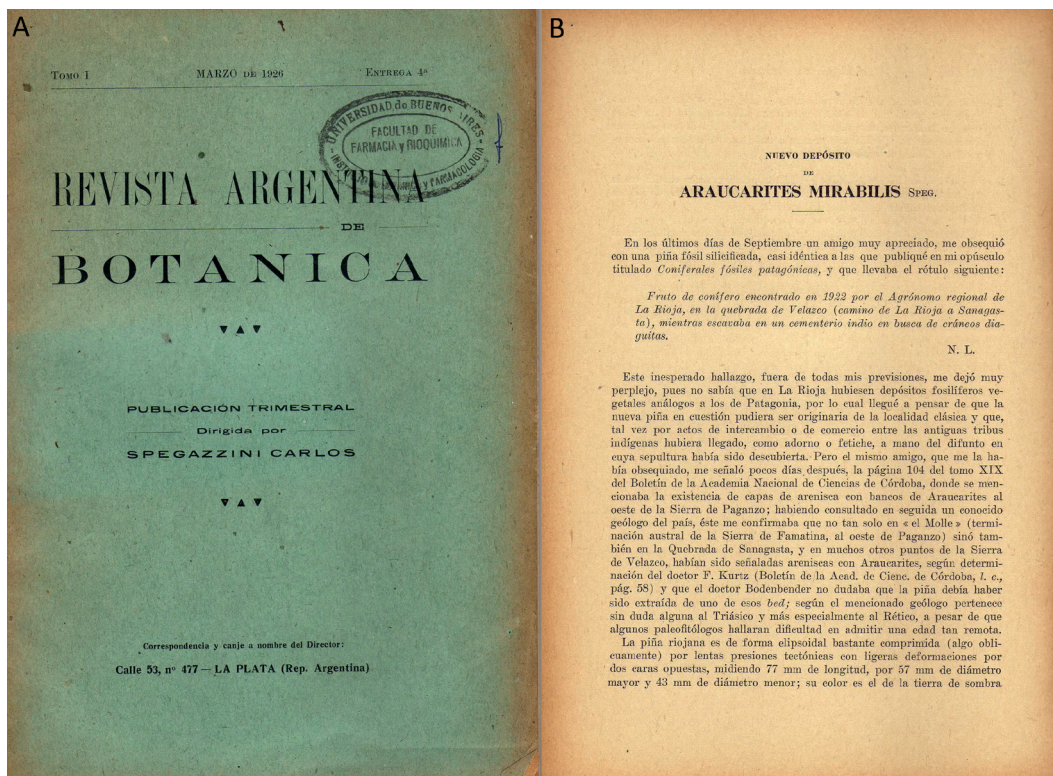 A
Tomo I MARZO DE 1926 Entrega 4ª
UNIVERSIDAD de BUENOS AIRES
FACULTAD DE
FARMACIA y BIOQUIMICA
y FARMACOLOGIA
REVISTA ARGENTINA
DE
BOTANICA
PUBLICACIÓN TRIMESTRAL
Dirigida por
SPEGAZZINI CARLOS
Correspondencia y canje a nombre del Director:
Calle 53, nº 477 — LA PLATA (Rep. Argentina)
B
NUEVO DEPÓSITO
DE
ARAUCARITES MIRABILIS Speg.
En los últimos días de Septiembre un amigo muy apreciado, me obsequió
con una piña fósil silicificada, casi idéntica a las que publiqué en mi opúsculo
titulado Coniferales fósiles patagónicas, y que llevaba el rótulo siguiente:
Fruto de conífero encontrado en 1922 por el Agrónomo regional de
La Rioja, en la quebrada de Velazco (camino de La Rioja a Sanagas-
ta), mientras escavaba en un cementerio indio en busca de cráneos dia-
guitas.
N. L.
Este inesperado hallazgo, fuera de todas mis previsiones, me dejó muy
perplejo, pues no sabía que en La Rioja hubiesen depósitos fosilíferos ve-
getales análogos a los de Patagonia, por lo cual llegué a pensar de que la
nueva piña en cuestión pudiera ser originaria de la localidad clásica y que,
tal vez por actos de intercambio o de comercio entre las antiguas tribus
indígenas hubiera llegado, como adorno o fetiche, a mano del difunto en
cuya sepultura había sido descubierta. Pero el mismo amigo, que me la ha-
bía obsequiado, me señaló pocos días después, la página 104 del tomo XIX
del Boletín de la Academia Nacional de Ciencias de Córdoba, donde se men-
cionaba la existencia de capas de arenisca con bancos de Araucarites al
oeste de la Sierra de Paganzo; habiendo consultado en seguida un conocido
geólogo del país, éste me confirmaba que no tan solo en « el Molle » (termi-
nación austral de la Sierra de Famatina, al oeste de Paganzo) sinó tam-
bién en la Quebrada de Sanagasta, y en muchos otros puntos de la Sierra
de Velazco, habían sido señaladas areniscas con Araucarites, según determi-
nación del doctor F. Kurtz (Boletín de la Acad. de Cienc. de Córdoba, l. c.,
pág. 58) y que el doctor Bodenbender no dudaba que la piña debía haber
sido extraída de uno de esos bed; según el mencionado geólogo pertenece
sin duda alguna al Triásico y más especialmente al Rético, a pesar de que
algunos paleofitólogos hallaran dificultad en admitir una edad tan remota.
La piña riojana es de forma elipsoidal bastante comprimida (algo obli-
cuamente) por lentas presiones tectónicas con ligeras deformaciones por
dos caras opuestas, midiendo 77 mm de longitud, por 57 mm de diámetro
mayor y 43 mm de diámetro menor; su color es el de la tierra de sombra